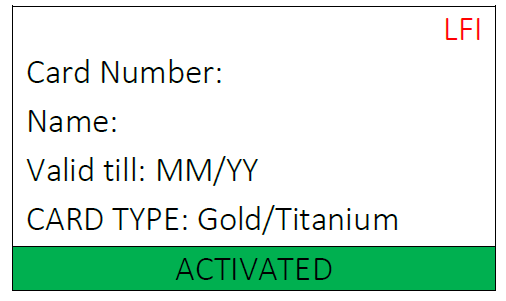 LFI
Card Number:
Name:
Valid till: MM/YY
CARD TYPE: Gold/Titanium
ACTIVATED